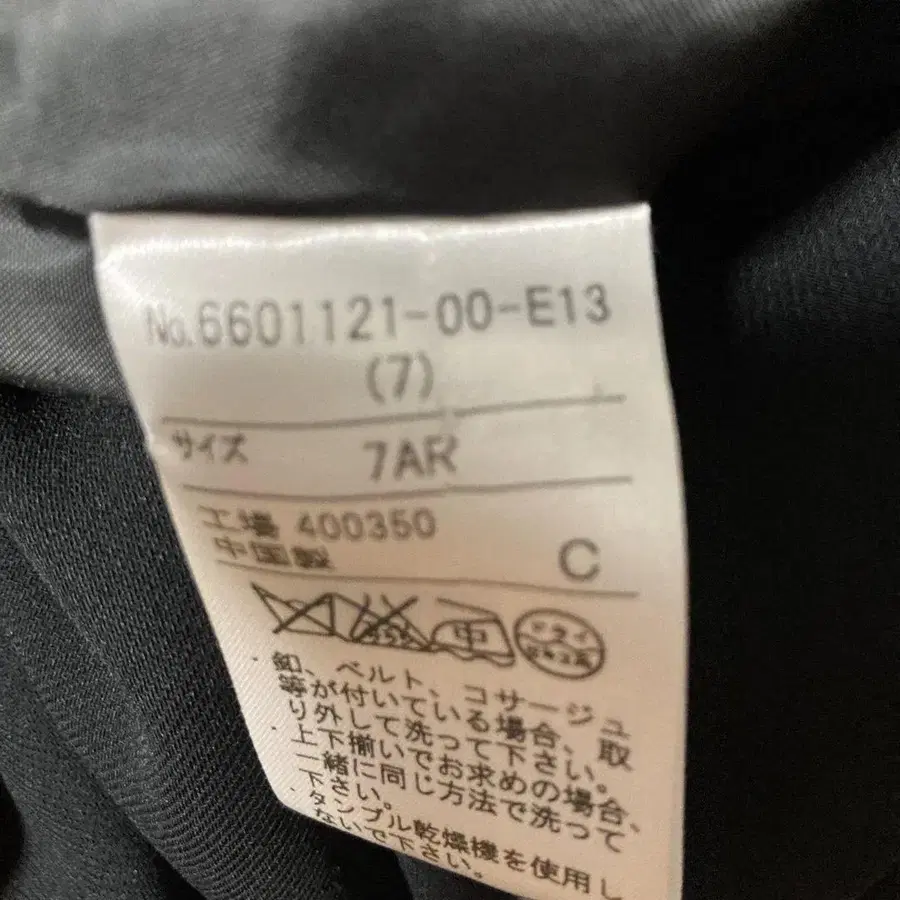 No.6601121-00-E13
(7)
サイズ 7AR
工場 400350
中国製 C
中
ドライ
・釦、ベルト、コサージュ
等が付いている場合、取
り外して洗って下さい。
・上下揃いでお求めの場合、
一緒に同じ方法で洗って
下さい。
・タンブル乾燥機を使用し
ないで下さい。